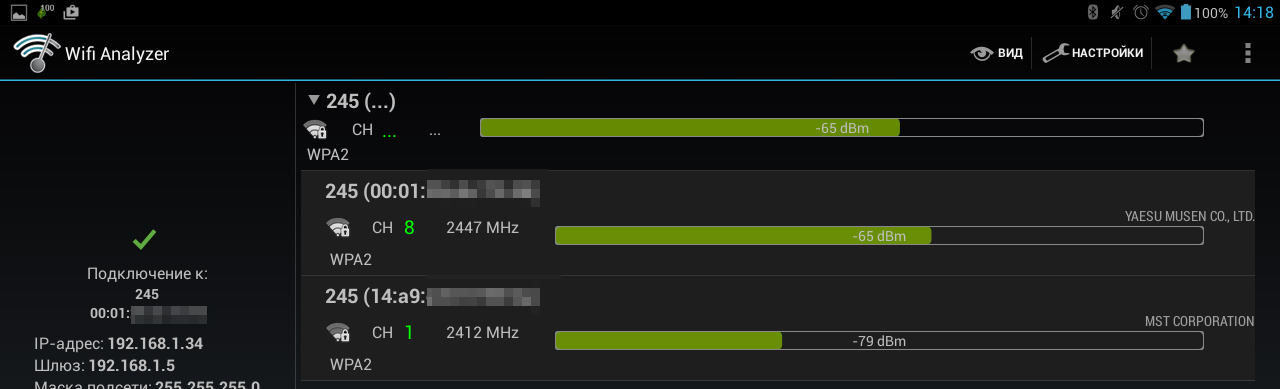 100
100% 14:18
Wifi Analyzer
ВИД
НАСТРОЙКИ
245 (...)
CH ... ... -65 dBm
WPA2
245 (00:01:
YAESU MUSEN CO., LTD.
CH 8 2447 MHz -65 dBm
WPA2
245 (14:a9:
MST CORPORATION
CH 1 2412 MHz -79 dBm
WPA2
Подключение к:
245
00:01:
IP-адрес: 192.168.1.34
Шлюз: 192.168.1.5
Маска подсети: 255.255.255.0